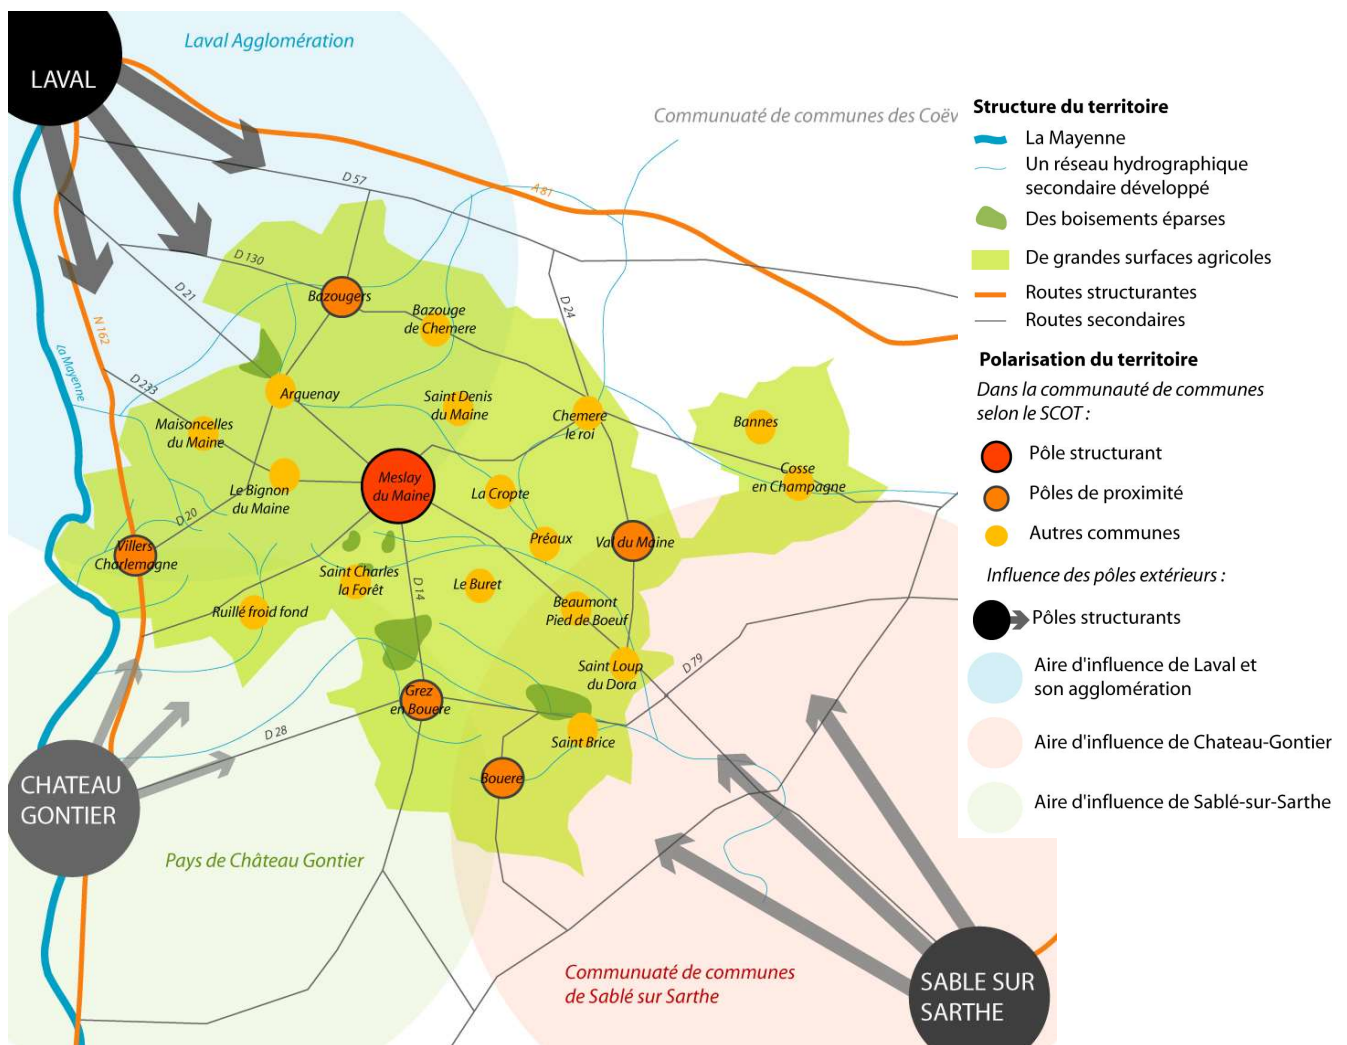 LAVAL
Laval Agglomération
Communuaté de communes des Coëv
D 57
A 81
D 130
D 21
D 24
N 162
La Mayenne
D 233
Bazougers
Bazouge
de Chemere
Arquenay
Saint Denis
du Maine
Chemere
le roi
Bannes
Maisoncelles
du Maine
Cosse
en Champagne
Meslay
du Maine
Le Bignon
du Maine
La Cropte
D 20
Préaux
Val du Maine
Villers
Charlemagne
Saint Charles
la Forêt
Le Buret
D 14
Beaumont
Pied de Boeuf
Ruillé froid fond
Saint Loup
du Dora
D 79
Grez
en Bouere
D 28
Saint Brice
Bouere
CHATEAU
GONTIER
Pays de Château Gontier
Communuaté de communes
de Sablé sur Sarthe
SABLE SUR
SARTHE
Structure du territoire
La Mayenne
Un réseau hydrographique
secondaire développé
Des boisements éparses
De grandes surfaces agricoles
Routes structurantes
Routes secondaires
Polarisation du territoire
Dans la communauté de communes
selon le SCOT :
Pôle structurant
Pôles de proximité
Autres communes
Influence des pôles extérieurs :
Pôles structurants
Aire d'influence de Laval et
son agglomération
Aire d'influence de Chateau-Gontier
Aire d'influence de Sablé-sur-Sarthe